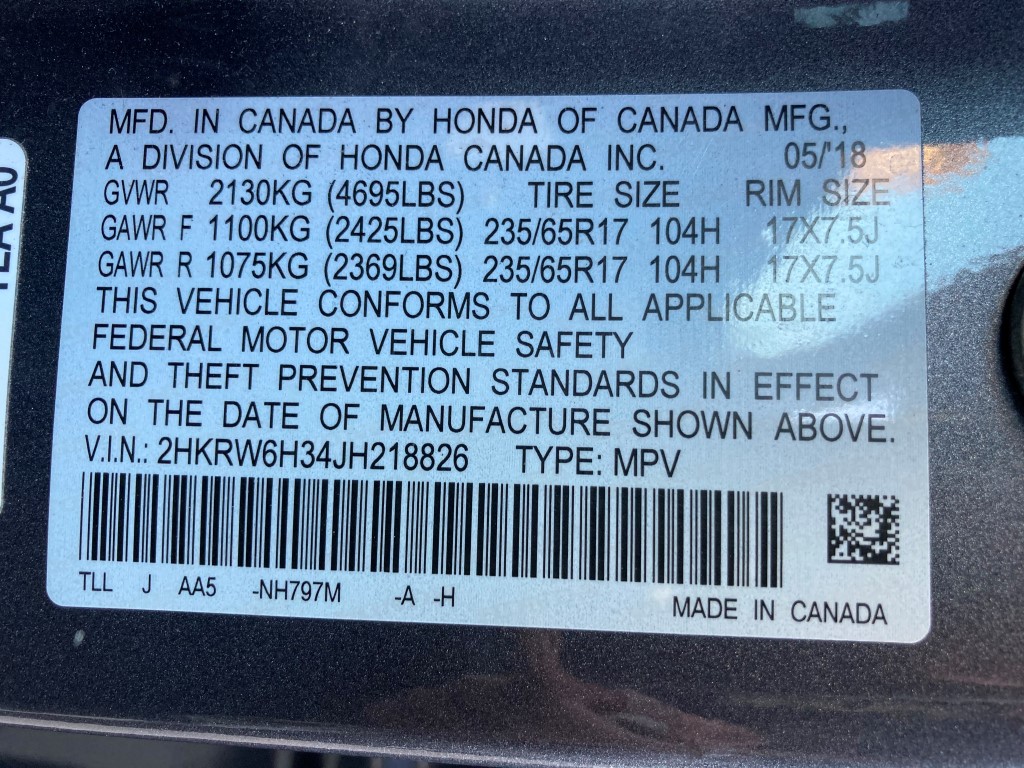 MFD. IN CANADA BY HONDA OF CANADA MFG.,
A DIVISION OF HONDA CANADA INC. 05/'18
GVWR 2130KG (4695LBS) TIRE SIZE RIM SIZE
GAWR F 1100KG (2425LBS) 235/65R17 104H 17X7.5J
GAWR R 1075KG (2369LBS) 235/65R17 104H 17X7.5J
THIS VEHICLE CONFORMS TO ALL APPLICABLE
FEDERAL MOTOR VEHICLE SAFETY
AND THEFT PREVENTION STANDARDS IN EFFECT
ON THE DATE OF MANUFACTURE SHOWN ABOVE.
V.I.N.: 2HKRW6H34JH218826 TYPE: MPV
TLL J AA5 -NH797M -A -H
MADE IN CANADA